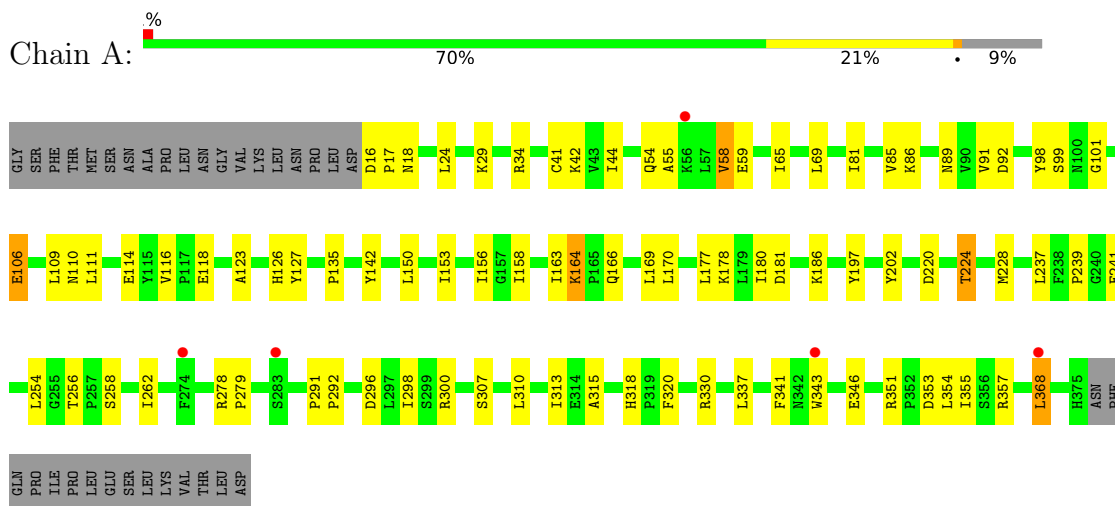 .%
Chain A:
70% 21% • 9%
GLY SER PHE THR MET SER ASN ALA PRO LEU ASN GLY VAL LYS LEU ASN PRO LEU ASP D16 P17 N18 L24 K29 R34 C41 K42 V43 I44 Q54 A55 K56 L57 V58 E59 I65 L69 I81 V85 K86 N89 V90 V91 D92 Y98 S99 N100 G101
E106 L109 N110 L111 E114 Y115 V116 P117 E118 A123 H126 Y127 P135 Y142 L150 I153 I156 G157 I158 I163 K164 P165 Q166 L169 L170 L177 K178 L179 I180 D181 K186 Y197 Y202 D220 T224 M228 L237 F238 P239 G240
L254 G255 T256 P257 S258 I262 F274 R278 P279 S283 P291 P292 D296 L297 I298 S299 R300 S307 L310 I313 E314 A315 H318 P319 F320 R330 L337 F341 N342 W343 E346 R351 P352 D353 L354 I355 S356 R357 L368 H375 ASN
GLN PRO ILE PRO LEU GLU SER LEU LYS VAL THR LEU ASP